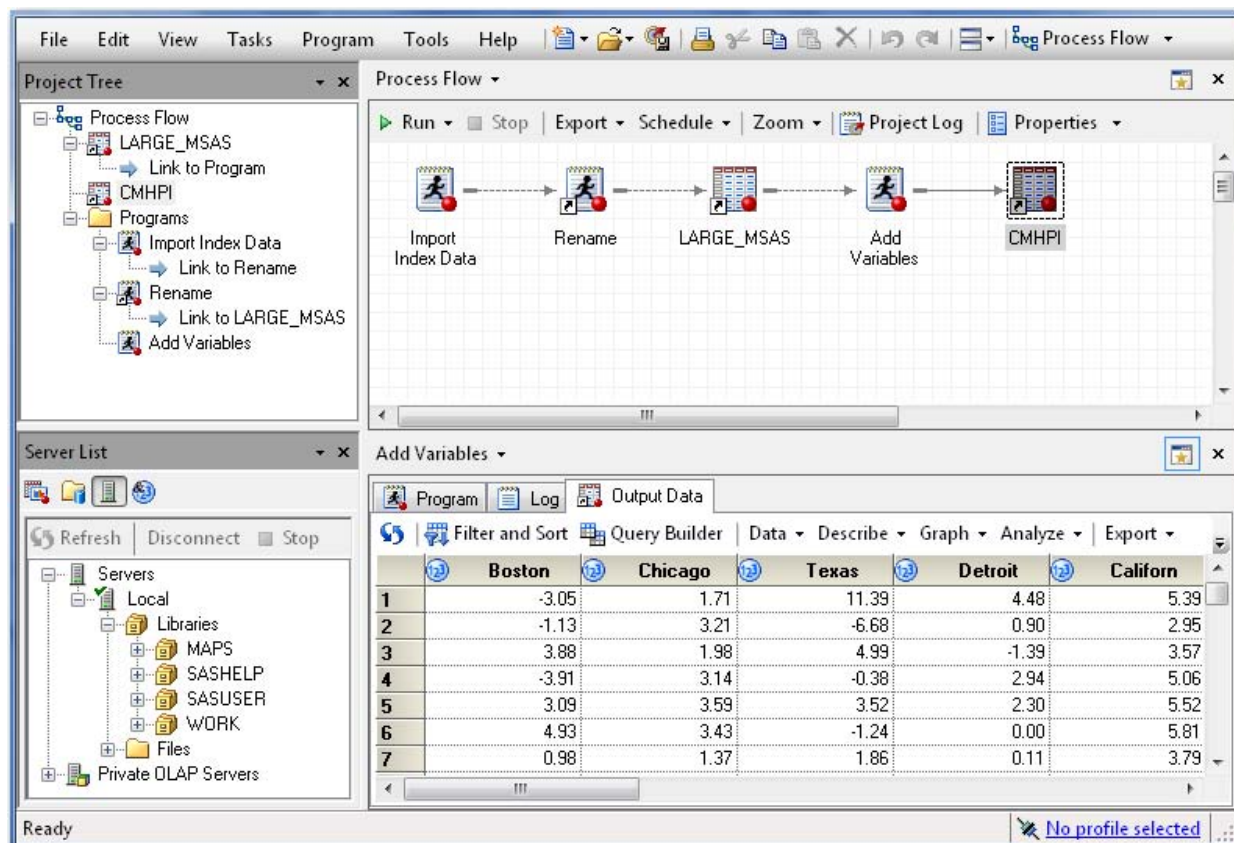 File Edit View Tasks Program Tools Help Process Flow
Project Tree
Process Flow
LARGE_MSAS
Link to Program
CMHPI
Programs
Import Index Data
Link to Rename
Rename
Link to LARGE_MSAS
Add Variables
Process Flow
Run Stop Export Schedule Zoom Project Log Properties
Import
Index Data
Rename
LARGE_MSAS
Add
Variables
CMHPI
Server List
Refresh Disconnect Stop
Servers
Local
Libraries
MAPS
SASHELP
SASUSER
WORK
Files
Private OLAP Servers
Add Variables
Program Log Output Data
Filter and Sort Query Builder Data Describe Graph Analyze Export
123 Boston 123 Chicago 123 Texas 123 Detroit 123 Californ
1 -3.05 1.71 11.39 4.48 5.39
2 -1.13 3.21 -6.68 0.90 2.95
3 3.88 1.98 4.99 -1.39 3.57
4 -3.91 3.14 -0.38 2.94 5.06
5 3.09 3.59 3.52 2.30 5.52
6 4.93 3.43 -1.24 0.00 5.81
7 0.98 1.37 1.86 0.11 3.79
Ready
No profile selected